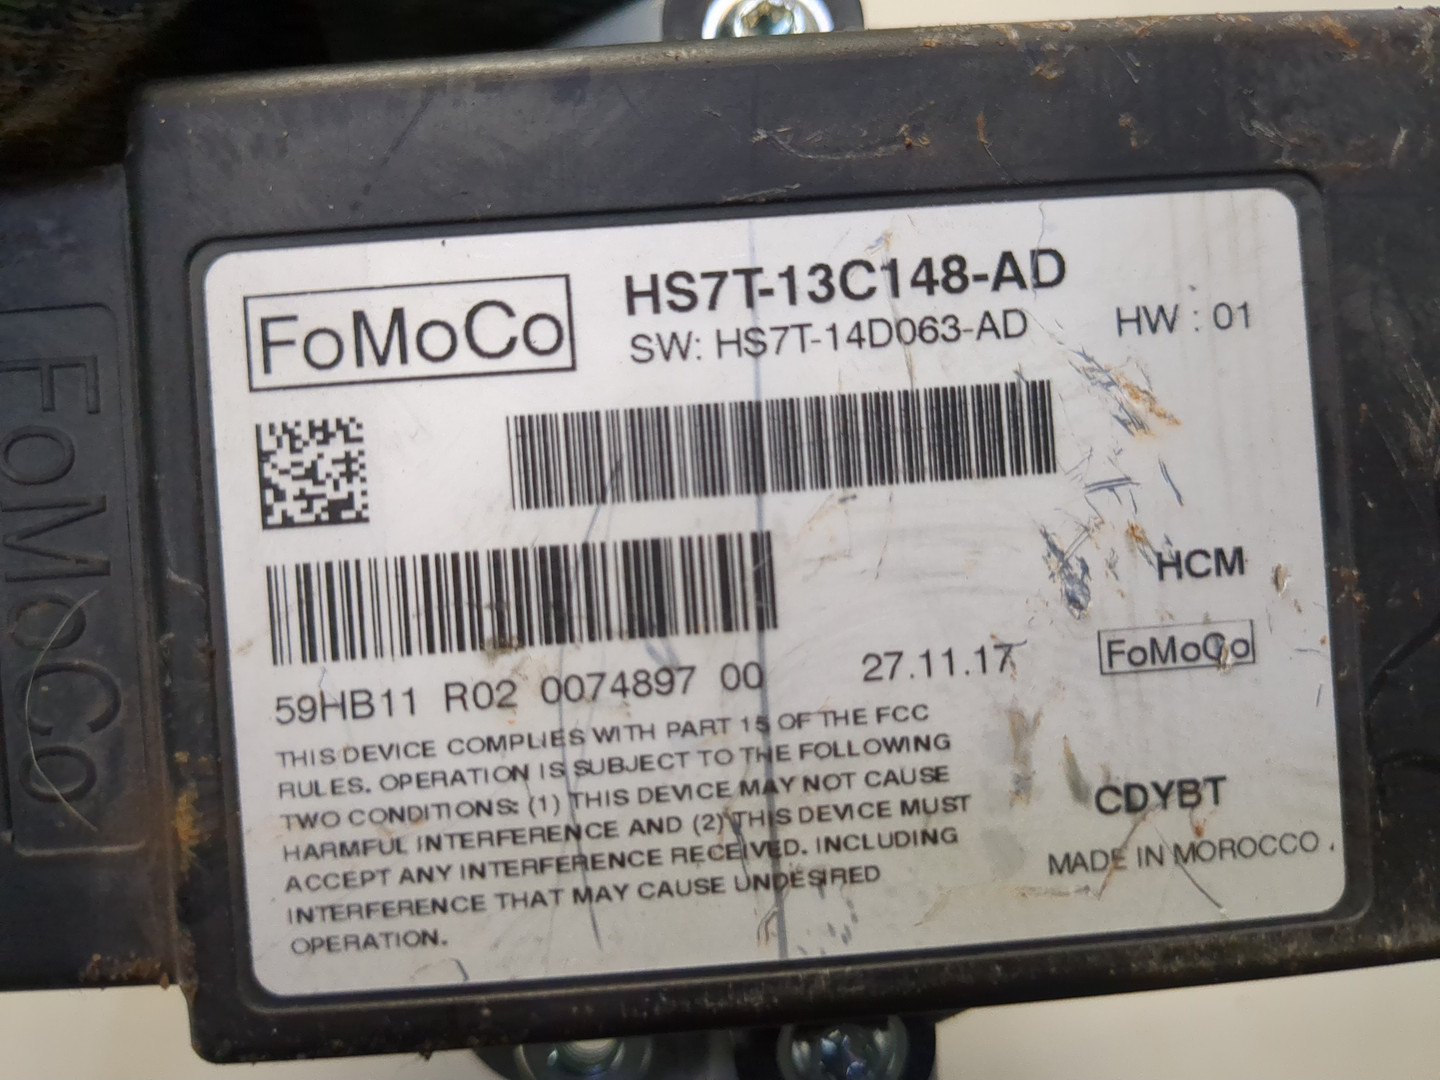 FoMoCo
HS7T-13C148-AD
SW: HS7T-14D063-AD
HW : 01
59HB11 R02 0074897 00
27.11.17
HCM
FoMoCo
THIS DEVICE COMPLIES WITH PART 15 OF THE FCC
RULES. OPERATION IS SUBJECT TO THE FOLLOWING
TWO CONDITIONS: (1) THIS DEVICE MAY NOT CAUSE
HARMFUL INTERFERENCE AND (2) THIS DEVICE MUST
ACCEPT ANY INTERFERENCE RECEIVED. INCLUDING
INTERFERENCE THAT MAY CAUSE UNDESIRED
OPERATION.
CDYBT
MADE IN MOROCCO .
FoMoCo